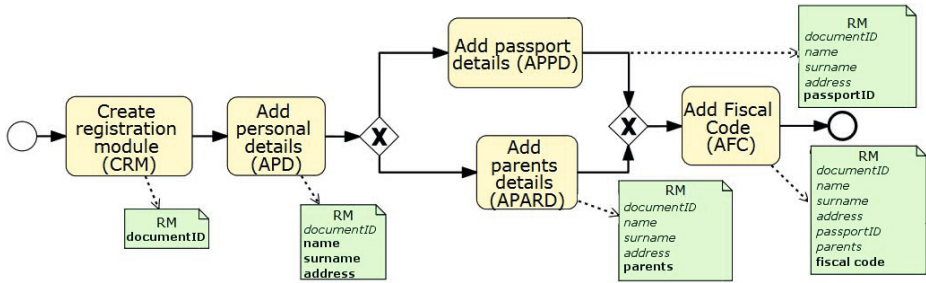 Create
registration
module
(CRM)
RM
documentID
Add
personal
details
(APD)
RM
documentID
name
surname
address
X
Add passport
details (APPD)
RM
documentID
name
surname
address
passportID
Add
parents
details
(APARD)
RM
documentID
name
surname
address
parents
X
Add Fiscal
Code
(AFC)
RM
documentID
name
surname
address
passportID
parents
fiscal code